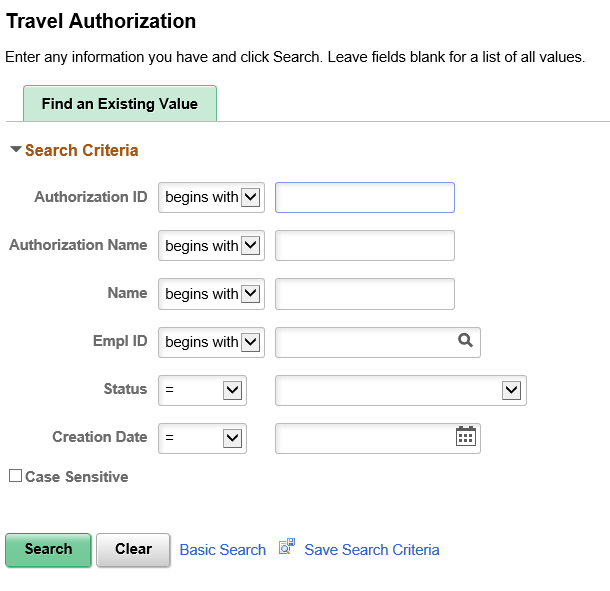 Travel Authorization
Enter any information you have and click Search. Leave fields blank for a list of all values.
Find an Existing Value
Search Criteria
Authorization ID begins with
Authorization Name begins with
Name begins with
Empl ID begins with
Status =
Creation Date =
Case Sensitive
Search Clear Basic Search Save Search Criteria